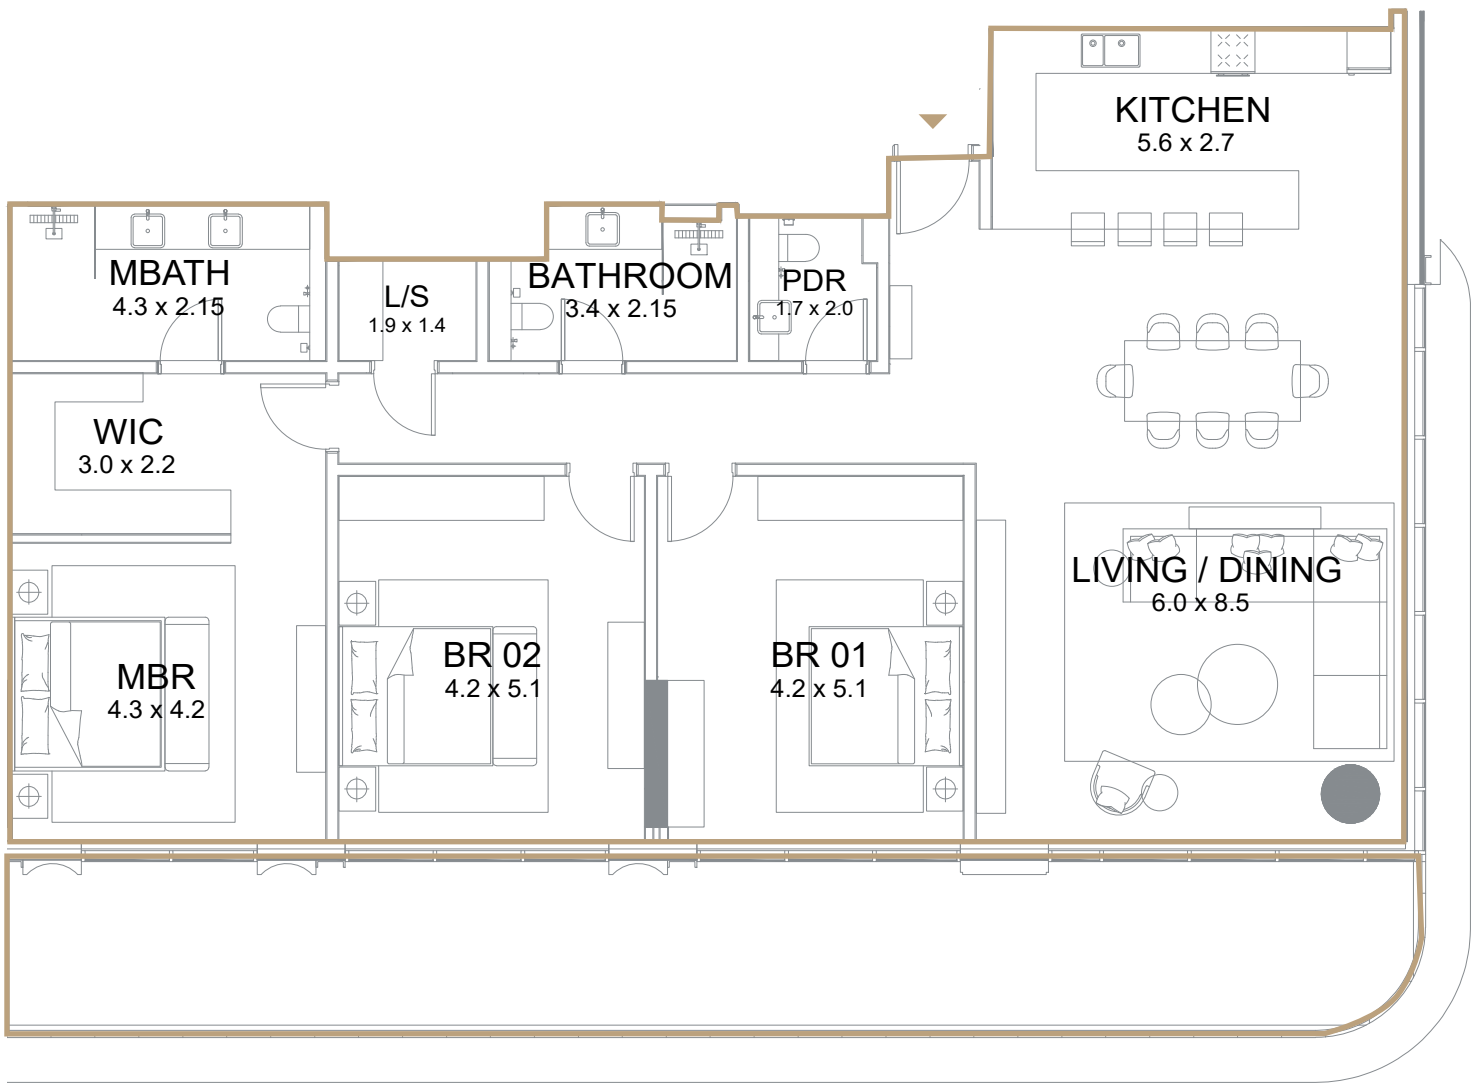 KITCHEN
5.6 x 2.7
MBATH
4.3 x 2.15
L/S
1.9 x 1.4
BATHROOM
3.4 x 2.15
PDR
1.7 x 2.0
WIC
3.0 x 2.2
LIVING / DINING
6.0 x 8.5
MBR
4.3 x 4.2
BR 02
4.2 x 5.1
BR 01
4.2 x 5.1